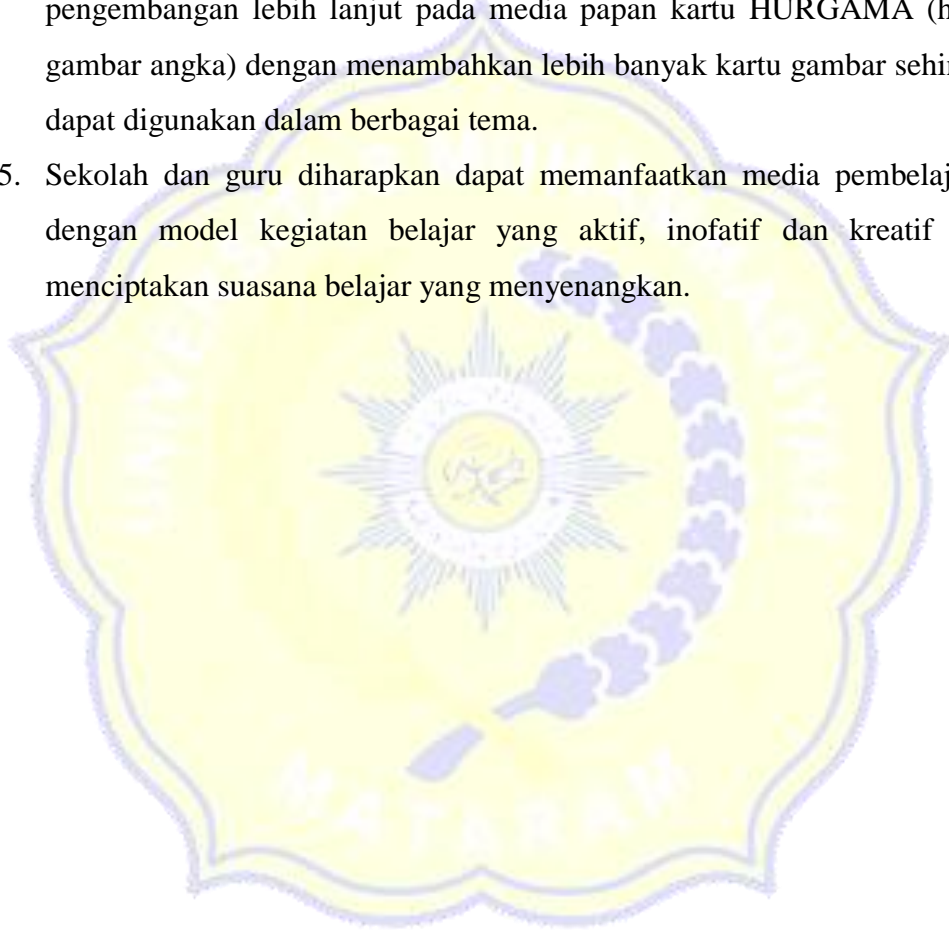 pengembangan lebih lanjut pada media papan kartu HURGAMA
gambar angka) dengan menambahkan lebih banyak kartu gambar
dapat digunakan dalam berbagai tema.
5. Sekolah dan guru diharapkan dapat memanfaatkan media
dengan model kegiatan belajar yang aktif, inofatif dan kreatif
menciptakan suasana belajar yang menyenangkan.
MATARAM